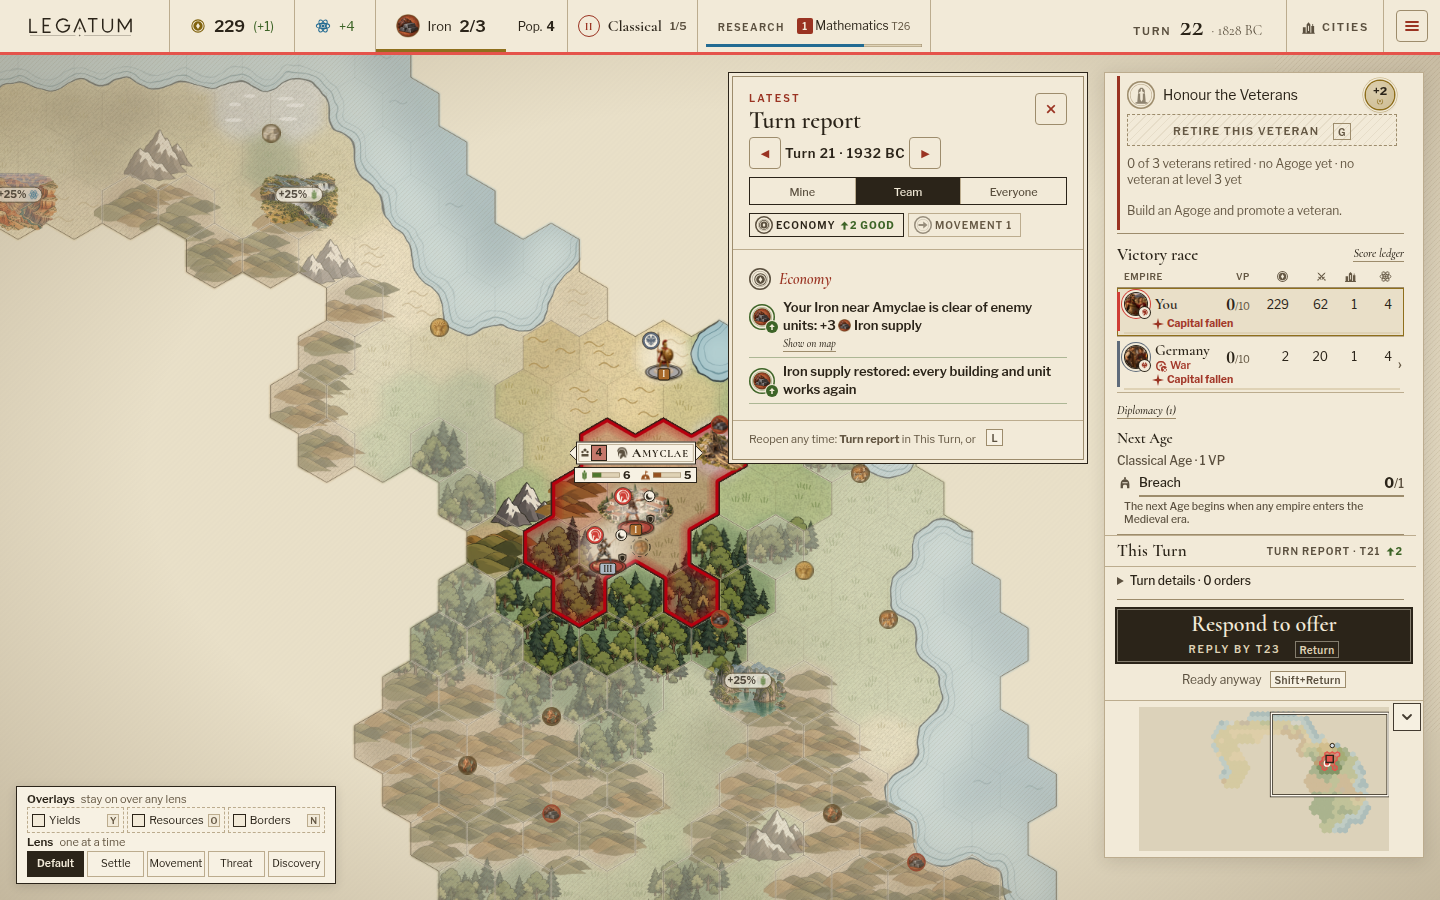 LEGATUM
229 (+1)
+4
Iron 2/3
Pop. 4
II Classical 1/5
RESEARCH 1 Mathematics T26
TURN 22 · 1828 BC
CITIES
LATEST
Turn report
Turn 21 · 1932 BC
Mine Team Everyone
ECONOMY 2 GOOD MOVEMENT 1
Economy
Your Iron near Amyclae is clear of enemy
units: +3 Iron supply
Show on map
Iron supply restored: every building and unit
works again
Reopen any time: Turn report in This Turn, or L
Honour the Veterans
+2
RETIRE THIS VETERAN G
0 of 3 veterans retired · no Agoge yet · no
veteran at level 3 yet
Build an Agoge and promote a veteran.
Victory race Score ledger
EMPIRE VP
You 0/10 229 62 1 4
Capital fallen
Germany 0/10 2 20 1 4 ›
War
Capital fallen
Diplomacy (1)
Next Age
Classical Age · 1 VP
Breach 0/1
The next Age begins when any empire enters the
Medieval era.
This Turn TURN REPORT · T21 2
Turn details · 0 orders
Respond to offer
REPLY BY T23 Return
Ready anyway Shift+Return
+25%
+25%
I
4 AMYCLAE
6 5
I
III
+25%
Overlays stay on over any lens
Yields Y Resources O Borders N
Lens one at a time
Default Settle Movement Threat Discovery